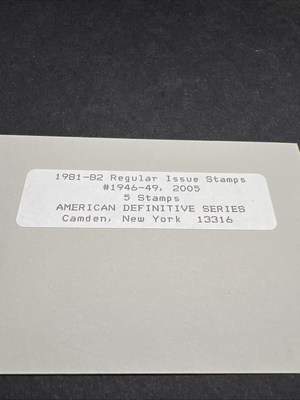 1981-82 Regular Issue Stamps
#1946-49, 2005
5 Stamps
AMERICAN DEFINITIVE SERIES
Camden, New York 13316